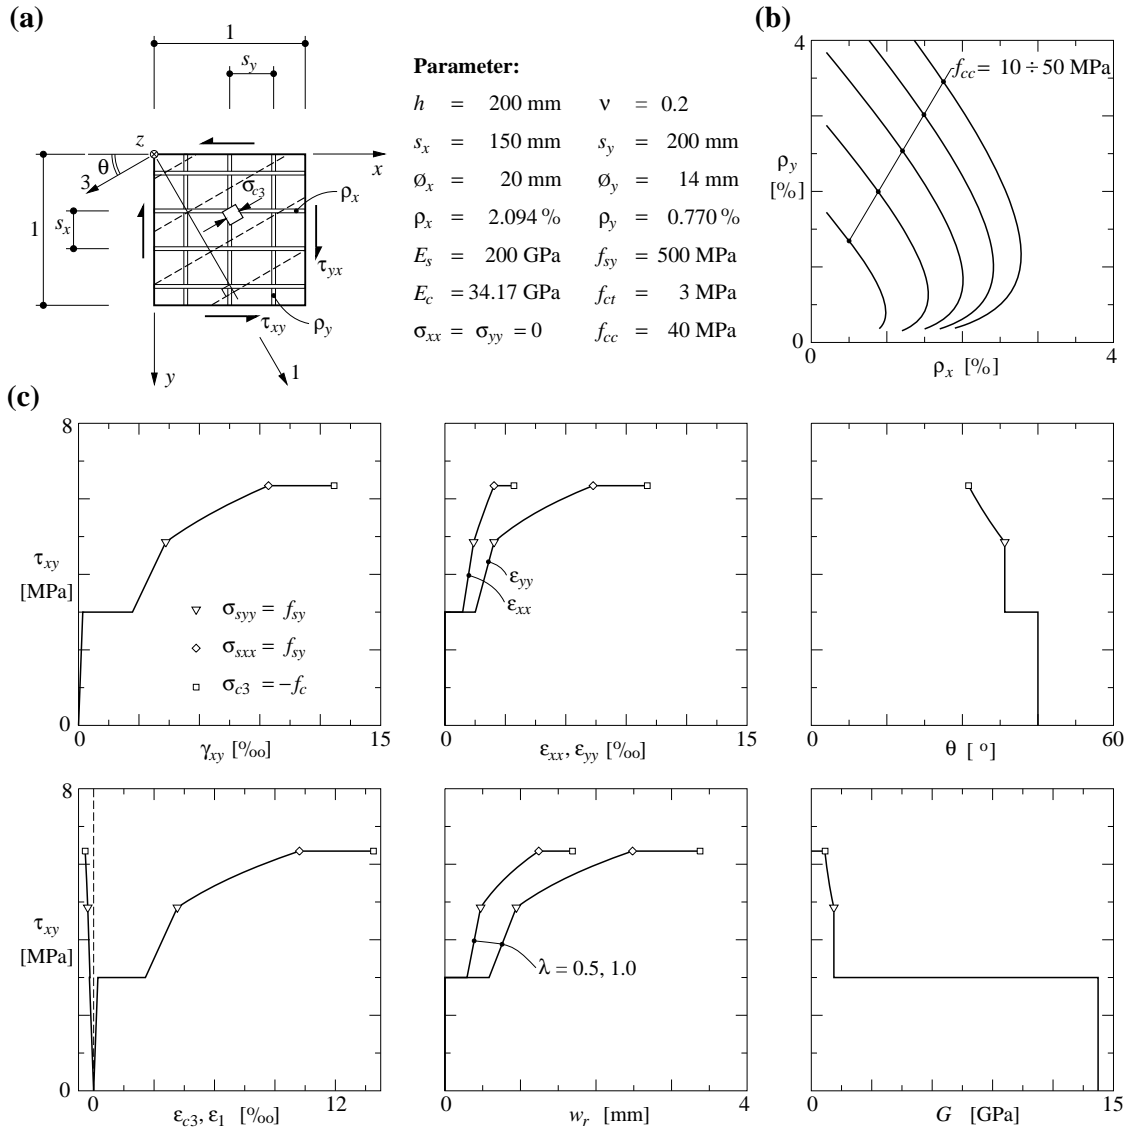 (a)
1
s_y
z
x
θ
3
σ_c3
ρ_x
1
s_x
τ_yx
τ_xy
ρ_y
y
1
Parameter:
h = 200 mm ν = 0.2
s_x = 150 mm s_y = 200 mm
ø_x = 20 mm ø_y = 14 mm
ρ_x = 2.094 % ρ_y = 0.770 %
E_s = 200 GPa f_sy = 500 MPa
E_c = 34.17 GPa f_ct = 3 MPa
σ_xx = σ_yy = 0 f_cc = 40 MPa
(b)
4
f_cc = 10 ÷ 50 MPa
ρ_y
[%]
0
0 4
ρ_x [%]
(c)
8
τ_xy
[MPa]
σ_syy = f_sy
σ_sxx = f_sy
σ_c3 = −f_c
0
0 15
γ_xy [‰]
ε_yy
ε_xx
0 15
ε_xx, ε_yy [‰]
0 60
θ [°]
8
τ_xy
[MPa]
0
0 12
ε_c3, ε_1 [‰]
λ = 0.5, 1.0
0 4
w_r [mm]
0 15
G [GPa]